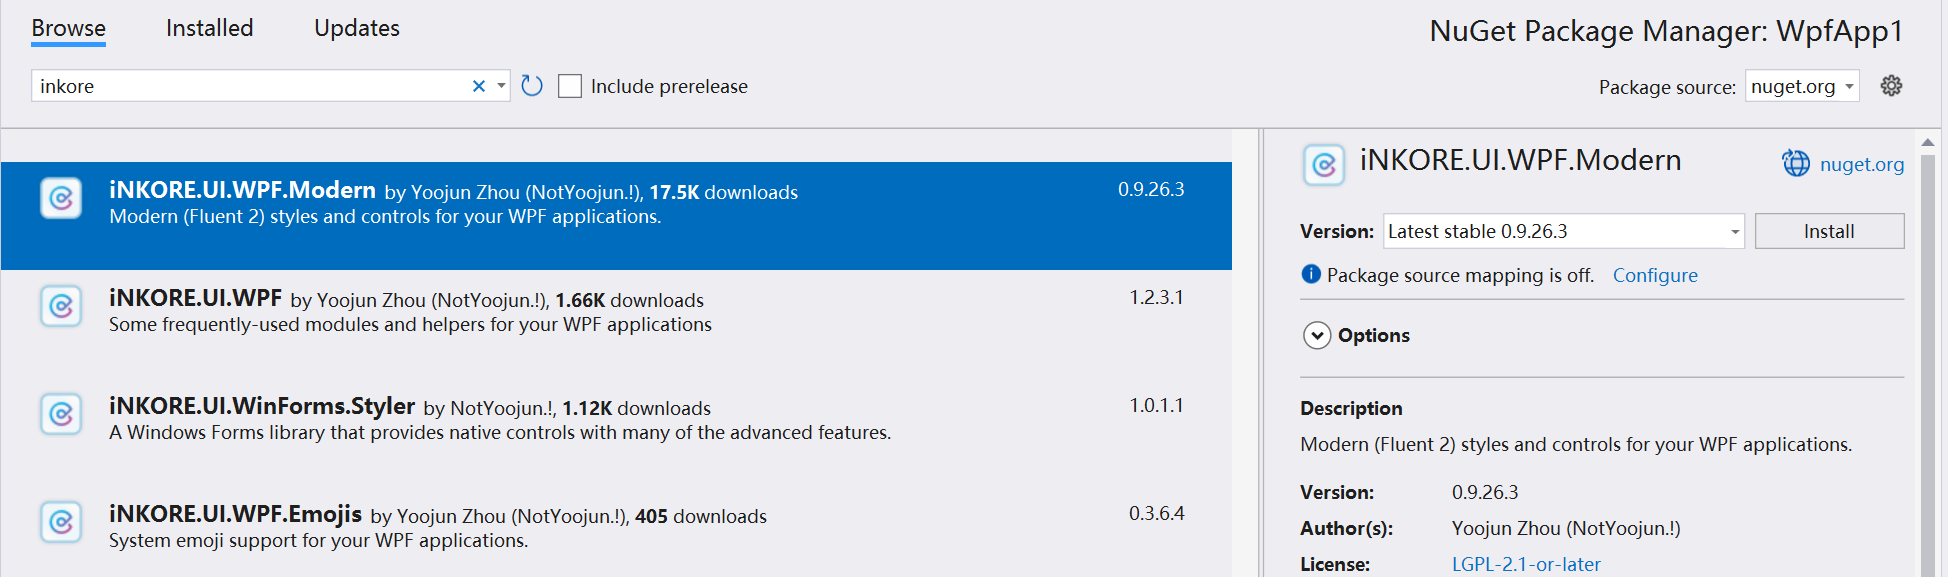 Browse Installed Updates
NuGet Package Manager: WpfApp1
inkore
Include prerelease
Package source: nuget.org
iNKORE.UI.WPF.Modern by Yoojun Zhou (NotYoojun.!), 17.5K downloads 0.9.26.3
Modern (Fluent 2) styles and controls for your WPF applications.
iNKORE.UI.WPF by Yoojun Zhou (NotYoojun.!), 1.66K downloads 1.2.3.1
Some frequently-used modules and helpers for your WPF applications
iNKORE.UI.WinForms.Styler by NotYoojun.!, 1.12K downloads 1.0.1.1
A Windows Forms library that provides native controls with many of the advanced features.
iNKORE.UI.WPF.Emojis by Yoojun Zhou (NotYoojun.!), 405 downloads 0.3.6.4
System emoji support for your WPF applications.
iNKORE.UI.WPF.Modern nuget.org
Version: Latest stable 0.9.26.3 Install
Package source mapping is off. Configure
Options
Description
Modern (Fluent 2) styles and controls for your WPF applications.
Version: 0.9.26.3
Author(s): Yoojun Zhou (NotYoojun.!)
License: LGPL-2.1-or-later